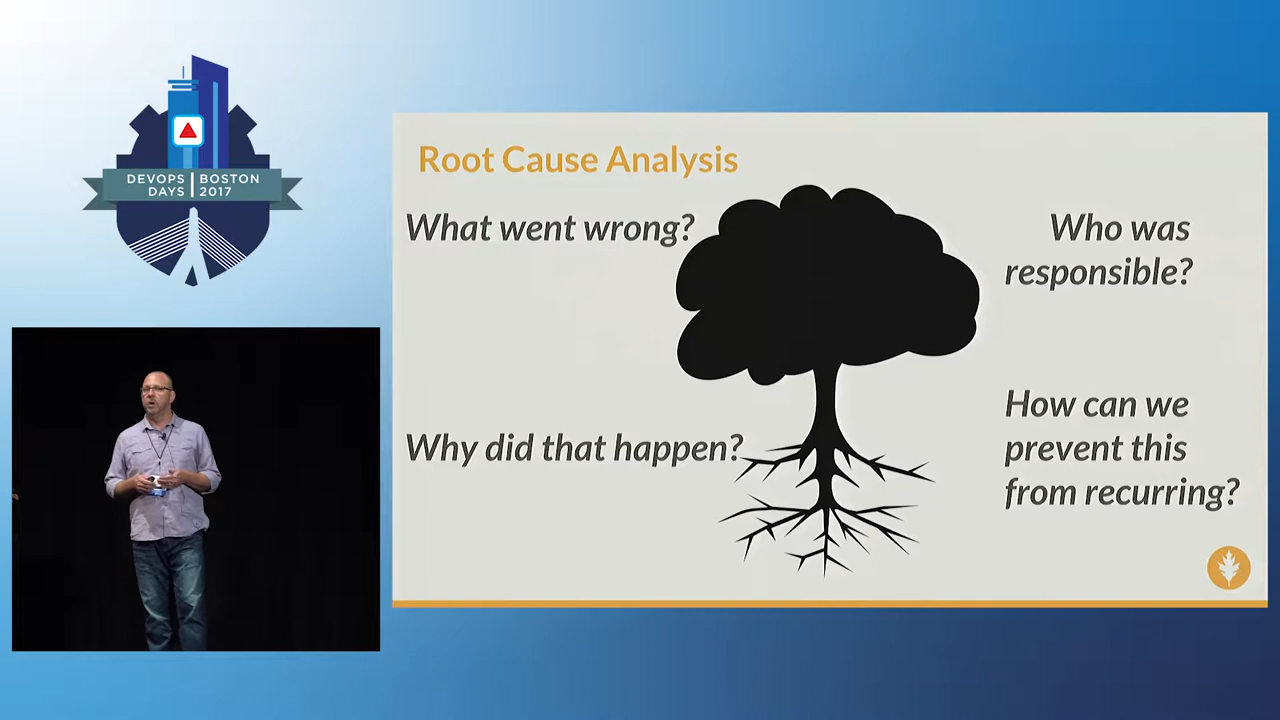 DEVOPS BOSTON
DAYS 2017
Root Cause Analysis
What went wrong?
Who was
responsible?
Why did that happen?
How can we
prevent this
from recurring?